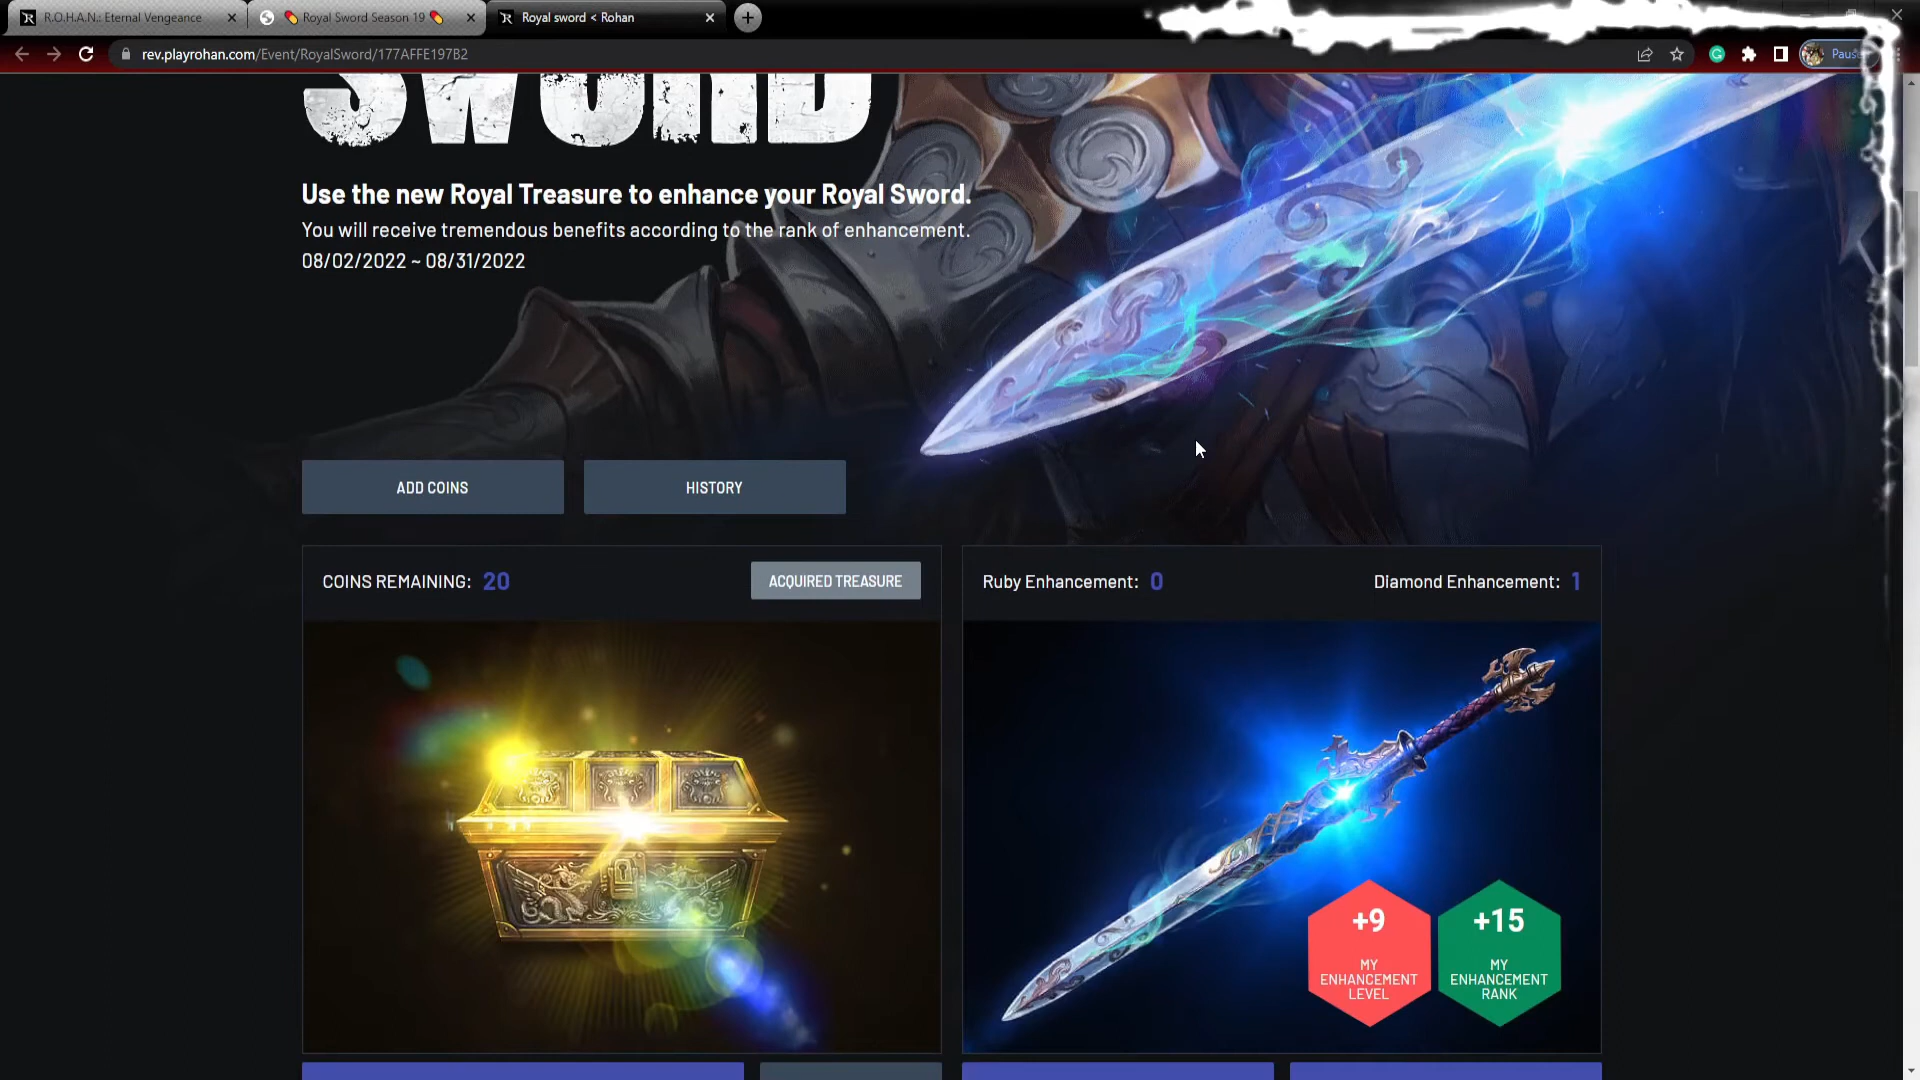 R.O.H.A.N.: Eternal Vengeance
Royal Sword Season 19
Royal sword < Rohan
rev.playrohan.com/Event/RoyalSword/177AFFE197B2
SWORD
Use the new Royal Treasure to enhance your Royal Sword.
You will receive tremendous benefits according to the rank of enhancement.
08/02/2022 ~ 08/31/2022
ADD COINS
HISTORY
COINS REMAINING: 20
ACQUIRED TREASURE
Ruby Enhancement: 0
Diamond Enhancement: 1
+9
MY
ENHANCEMENT
LEVEL
+15
MY
ENHANCEMENT
RANK